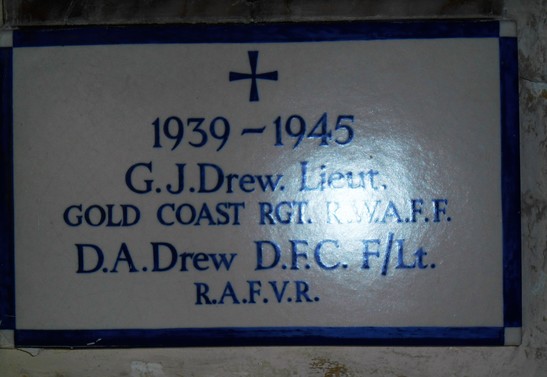 1939 ~ 1945
G.J.Drew. Lieut.
GOLD COAST RGT. R.W.A.F.F.
D.A.Drew D.F.C. F/Lt.
R.A.F.V.R.